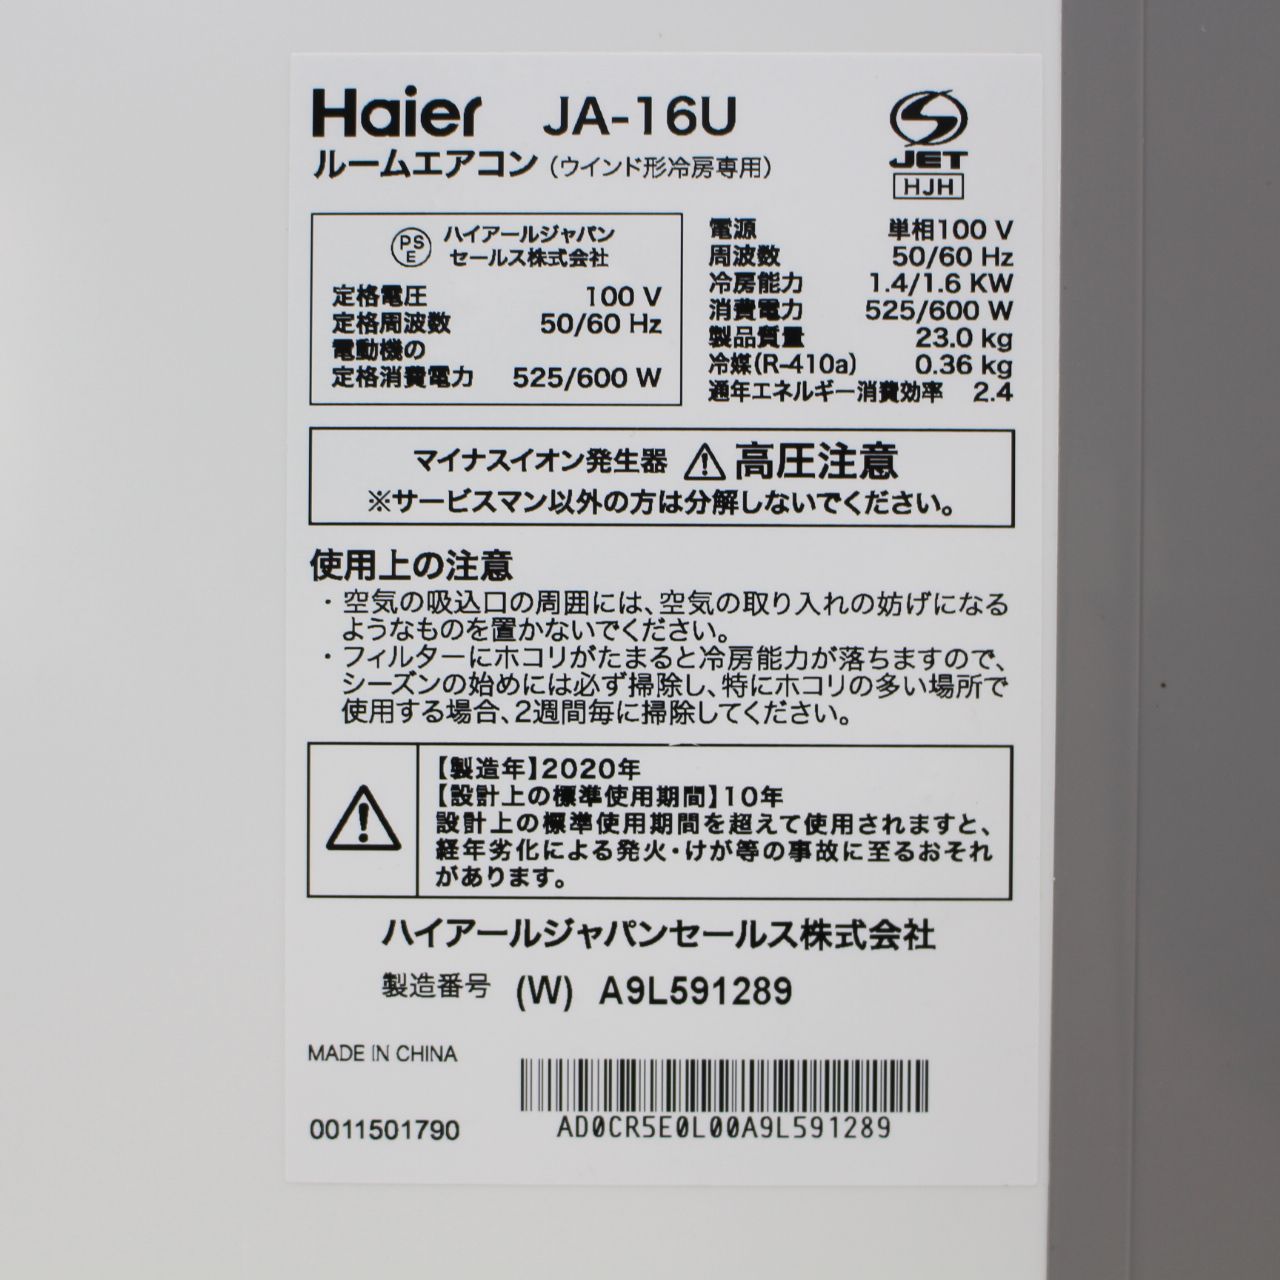 Haier JA-16U
ルームエアコン（ウインド形冷房専用）
JET
HJH
PS
E
ハイアールジャパン
セールス株式会社
定格電圧 100 V
定格周波数 50/60 Hz
電動機の
定格消費電力 525/600 W
電源 単相100 V
周波数 50/60 Hz
冷房能力 1.4/1.6 KW
消費電力 525/600 W
製品質量 23.0 kg
冷媒(R-410a) 0.36 kg
通年エネルギー消費効率 2.4
マイナスイオン発生器 ⚠ 高圧注意
※サービスマン以外の方は分解しないでください。
使用上の注意
・空気の吸込口の周囲には、空気の取り入れの妨げになる
ようなものを置かないでください。
・フィルターにホコリがたまると冷房能力が落ちますので、
シーズンの始めには必ず掃除し、特にホコリの多い場所で
使用する場合、2週間毎に掃除してください。
【製造年】2020年
【設計上の標準使用期間】10年
設計上の標準使用期間を超えて使用されますと、
経年劣化による発火・けが等の事故に至るおそれ
があります。
ハイアールジャパンセールス株式会社
製造番号 (W) A9L591289
MADE IN CHINA
0011501790
AD0CR5E0L00A9L591289